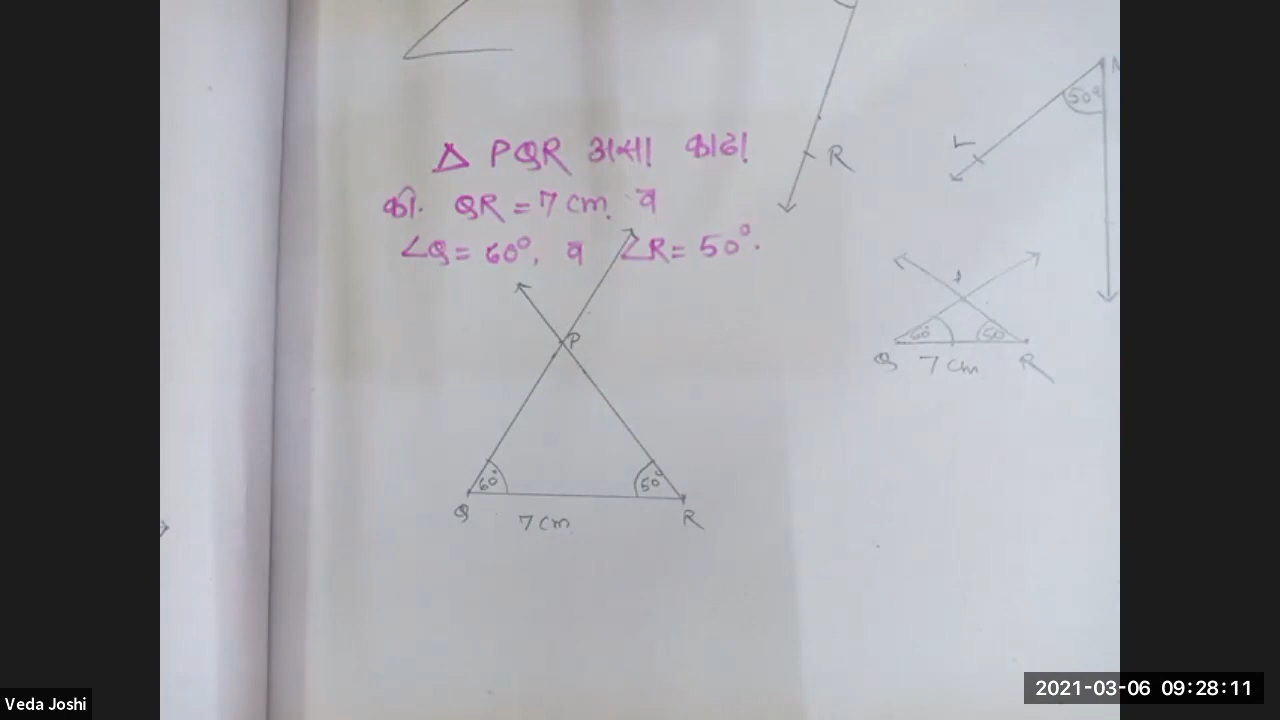 △ PQR असा काढा
की. QR = 7 cm. व
∠Q = 60°, व ∠R = 50°.
R
50°
P
60°
50°
Q
7 cm
R
60°
50
Q
7 cm
R
Veda Joshi
2021-03-06 09:28:11